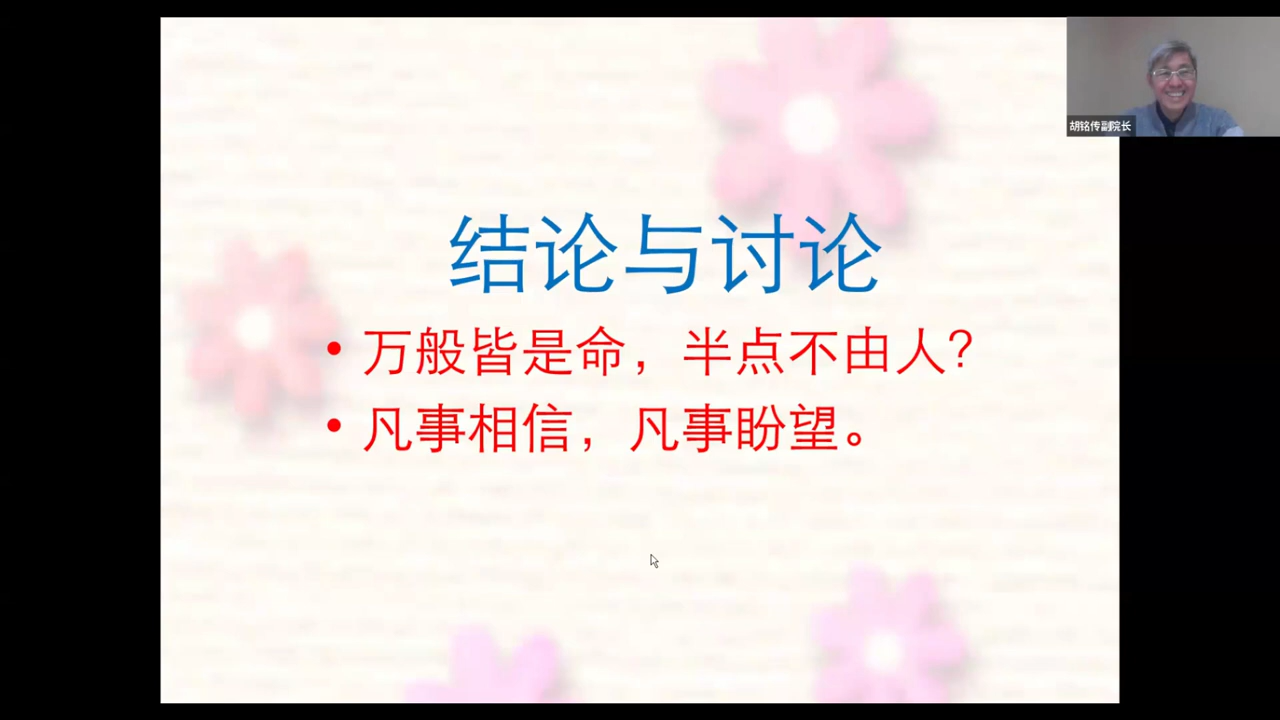 胡铭传副院长
结论与讨论
• 万般皆是命，半点不由人？
• 凡事相信，凡事盼望。